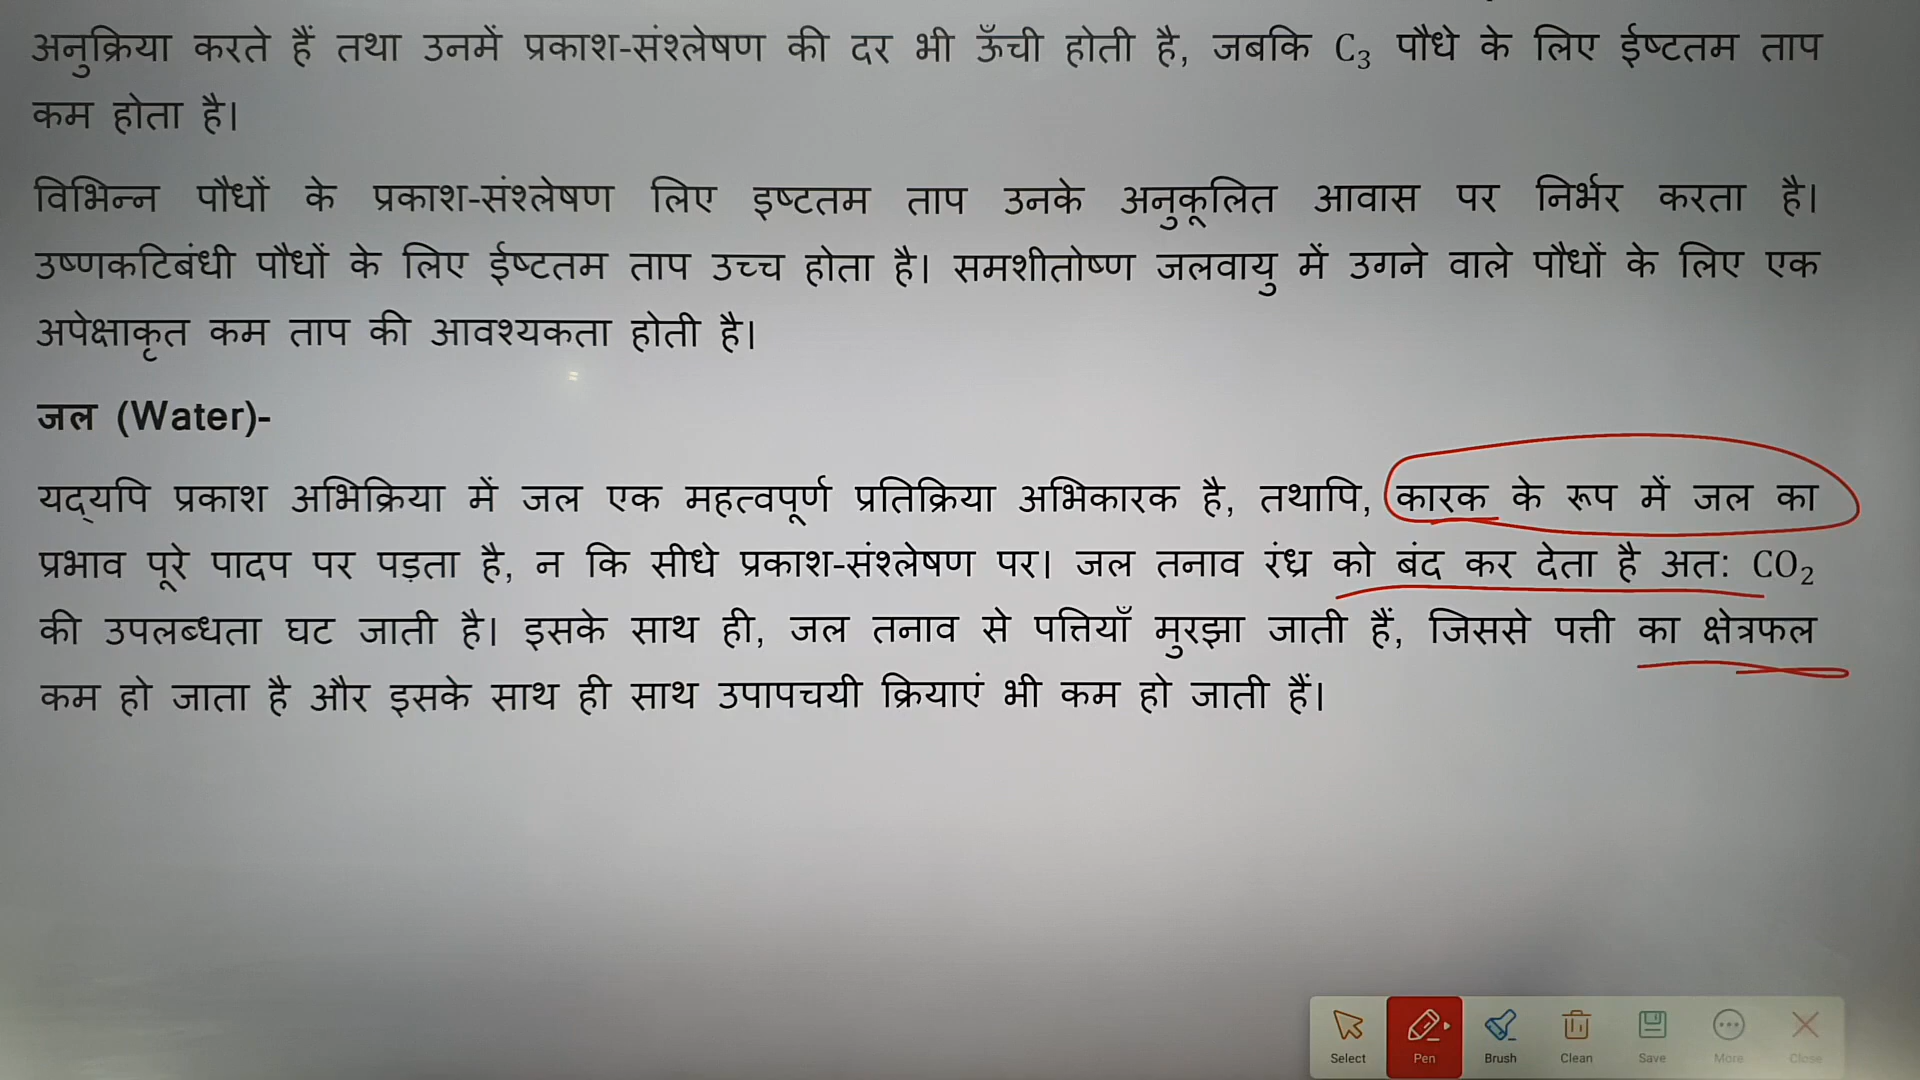 अनुक्रिया करते हैं तथा उनमें प्रकाश-संश्लेषण की दर भी ऊँची होती है, जबकि C₃ पौधे के लिए ईष्टतम ताप
कम होता है।
विभिन्न पौधों के प्रकाश-संश्लेषण लिए इष्टतम ताप उनके अनुकूलित आवास पर निर्भर करता है।
उष्णकटिबंधी पौधों के लिए ईष्टतम ताप उच्च होता है। समशीतोष्ण जलवायु में उगने वाले पौधों के लिए एक
अपेक्षाकृत कम ताप की आवश्यकता होती है।
जल (Water)-
यद्यपि प्रकाश अभिक्रिया में जल एक महत्वपूर्ण प्रतिक्रिया अभिकारक है, तथापि, कारक के रूप में जल का
प्रभाव पूरे पादप पर पड़ता है, न कि सीधे प्रकाश-संश्लेषण पर। जल तनाव रंध्र को बंद कर देता है अत: CO₂
की उपलब्धता घट जाती है। इसके साथ ही, जल तनाव से पत्तियाँ मुरझा जाती हैं, जिससे पत्ती का क्षेत्रफल
कम हो जाता है और इसके साथ ही साथ उपापचयी क्रियाएं भी कम हो जाती हैं।
Select Pen Brush Clean Save More Close